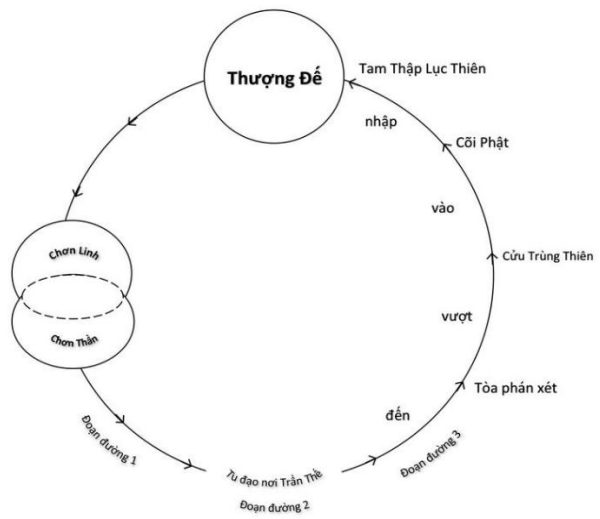 Thượng Đế
Tam Thập Lục Thiên
nhập
Cõi Phật
vào
Cửu Trùng Thiên
vượt
Tòa phán xét
đến
Đoạn đường 3
Chơn Linh
Chơn Thần
Đoạn đường 1
Tu đạo nơi Trần Thế
Đoạn đường 2